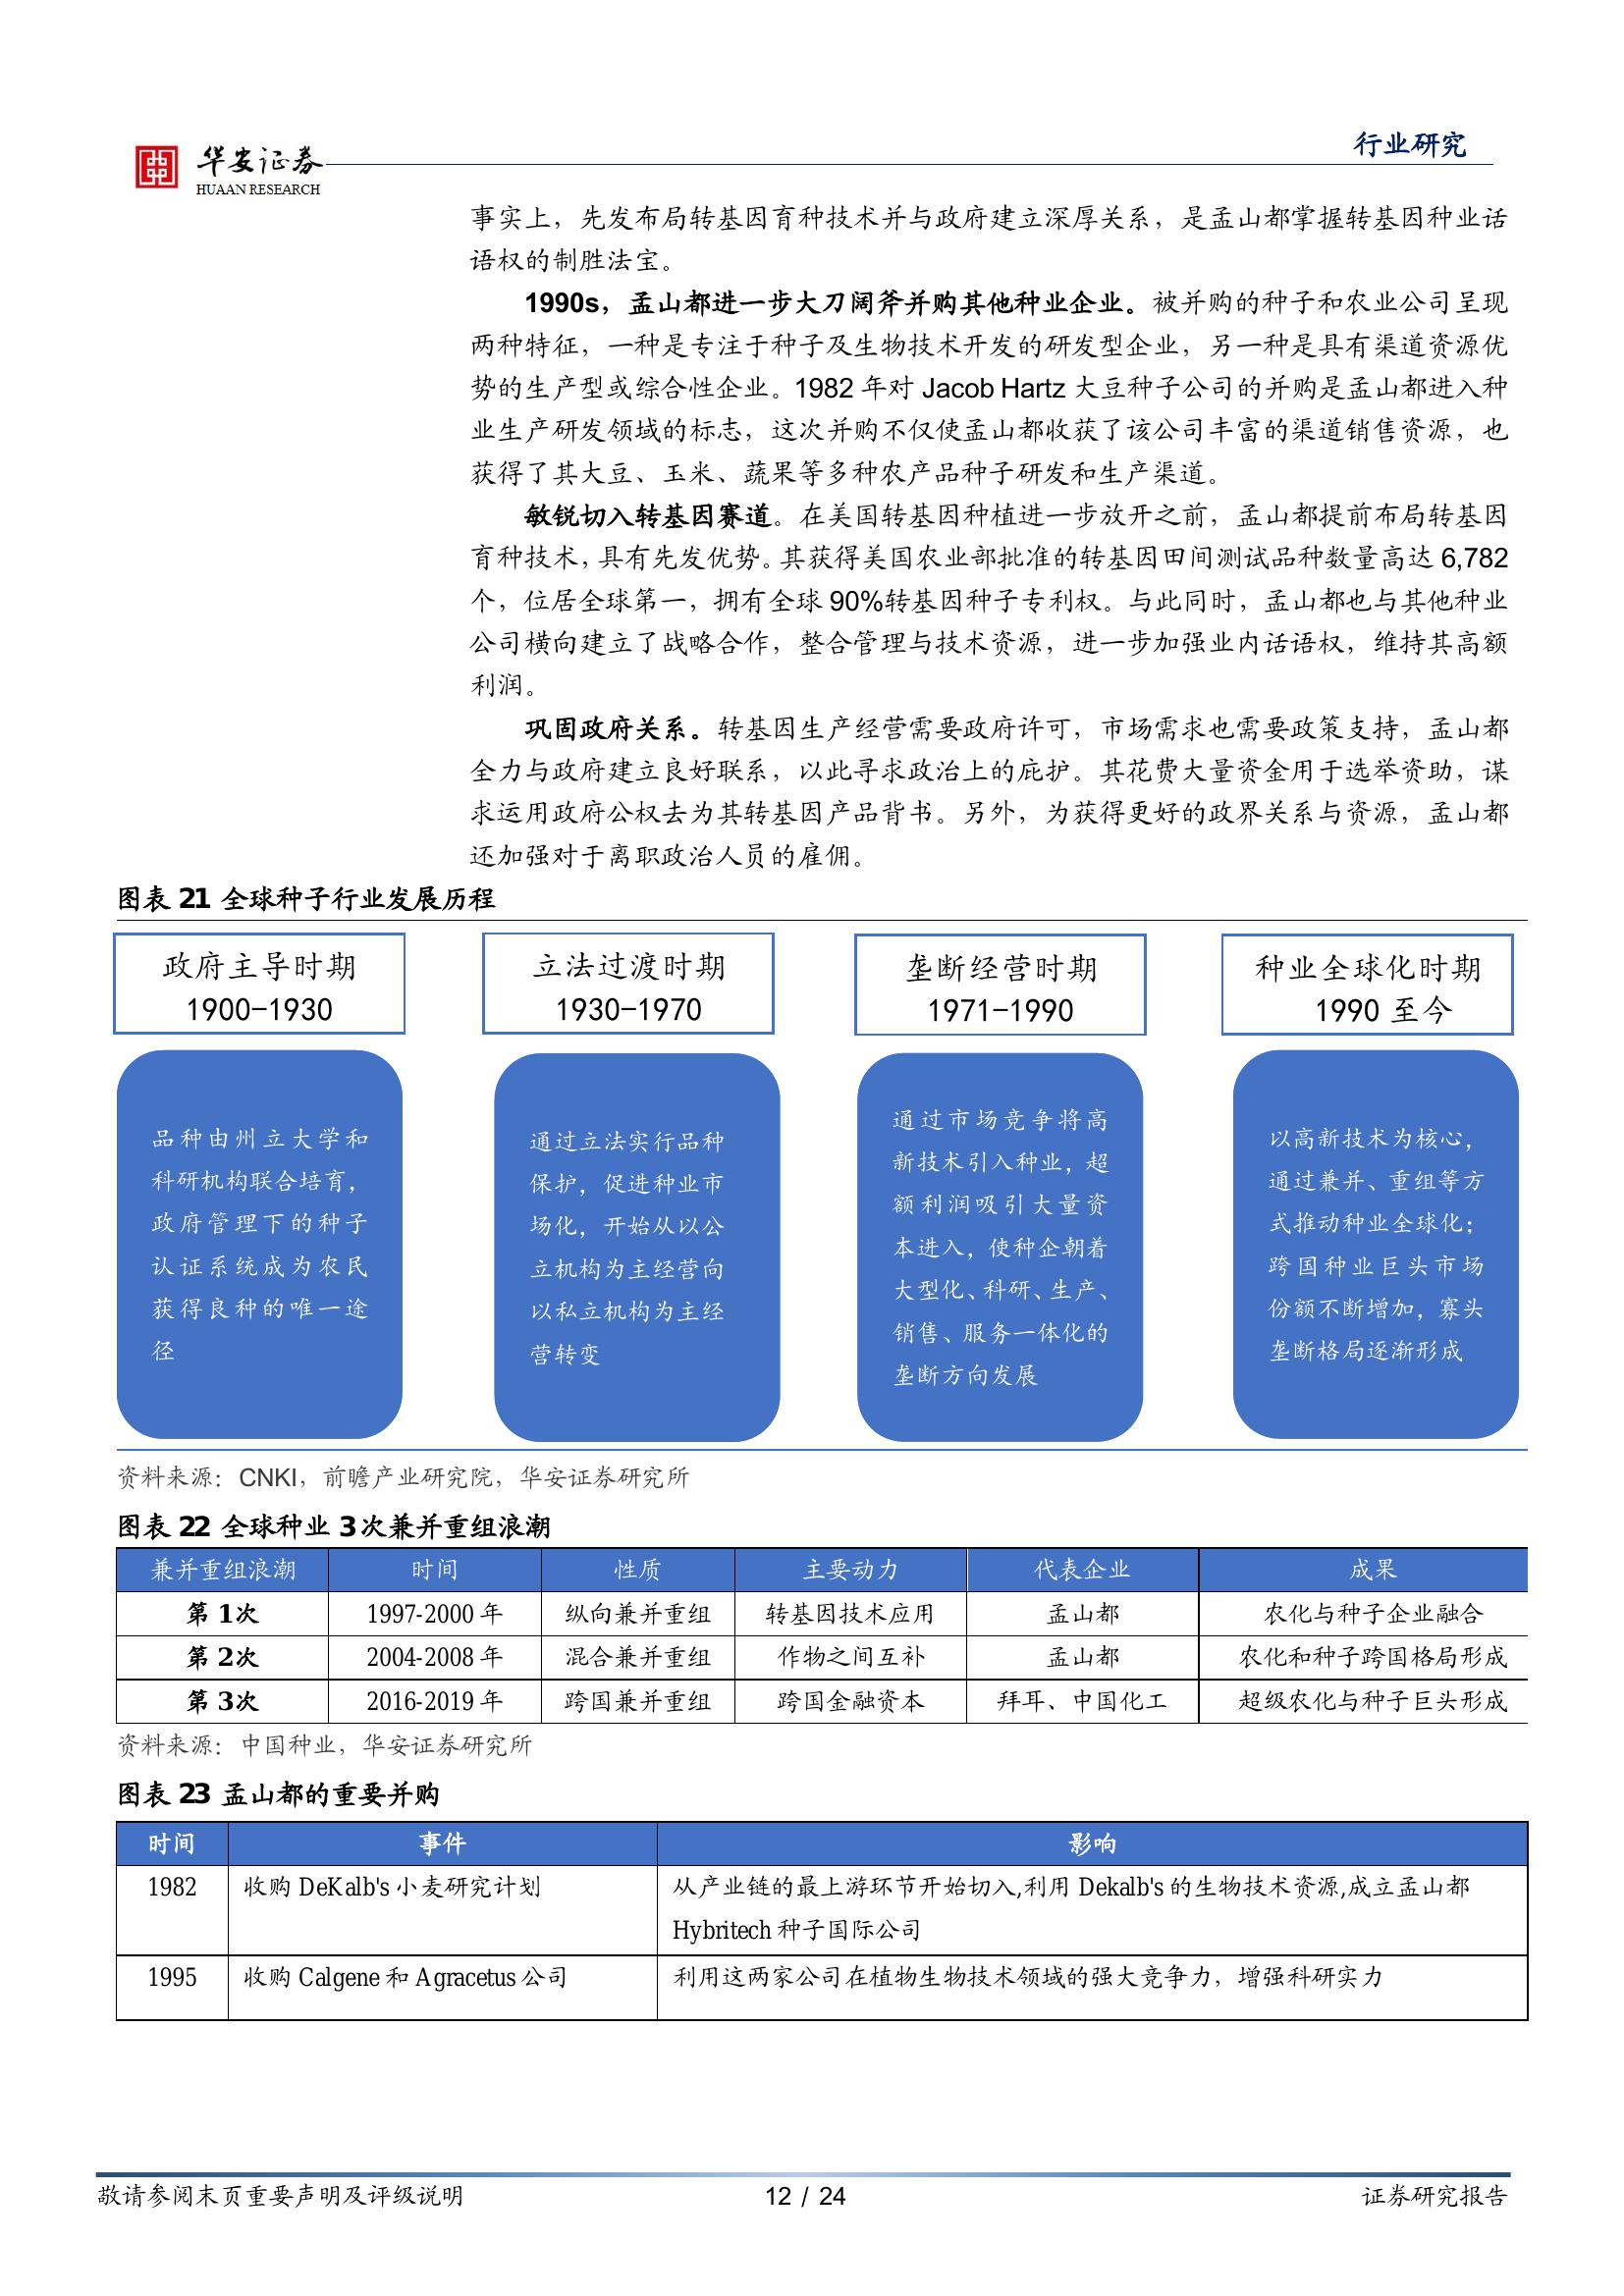 华安证券
HUAAN RESEARCH
行业研究
事实上，先发布局转基因育种技术并与政府建立深厚关系，是孟山都掌握转基因种业话
语权的制胜法宝。
1990s，孟山都进一步大刀阔斧并购其他种业企业。被并购的种子和农业公司呈现
两种特征，一种是专注于种子及生物技术开发的研发型企业，另一种是具有渠道资源优
势的生产型或综合性企业。1982 年对 Jacob Hartz 大豆种子公司的并购是孟山都进入种
业生产研发领域的标志，这次并购不仅使孟山都收获了该公司丰富的渠道销售资源，也
获得了其大豆、玉米、蔬果等多种农产品种子研发和生产渠道。
敏锐切入转基因赛道。在美国转基因种植进一步放开之前，孟山都提前布局转基因
育种技术，具有先发优势。其获得美国农业部批准的转基因田间测试品种数量高达 6,782
个，位居全球第一，拥有全球 90%转基因种子专利权。与此同时，孟山都也与其他种业
公司横向建立了战略合作，整合管理与技术资源，进一步加强业内话语权，维持其高额
利润。
巩固政府关系。转基因生产经营需要政府许可，市场需求也需要政策支持，孟山都
全力与政府建立良好联系，以此寻求政治上的庇护。其花费大量资金用于选举资助，谋
求运用政府公权去为其转基因产品背书。另外，为获得更好的政界关系与资源，孟山都
还加强对于离职政治人员的雇佣。
图表 21 全球种子行业发展历程
政府主导时期
1900-1930
品种由州立大学和
科研机构联合培育，
政府管理下的种子
认证系统成为农民
获得良种的唯一途
径
立法过渡时期
1930-1970
通过立法实行品种
保护，促进种业市
场化，开始从以公
立机构为主经营向
以私立机构为主经
营转变
垄断经营时期
1971-1990
通过市场竞争将高
新技术引入种业，超
额利润吸引大量资
本进入，使种企朝着
大型化、科研、生产、
销售、服务一体化的
垄断方向发展
种业全球化时期
1990 至今
以高新技术为核心，
通过兼并、重组等方
式推动种业全球化；
跨国种业巨头市场
份额不断增加，寡头
垄断格局逐渐形成
资料来源：CNKI，前瞻产业研究院，华安证券研究所
图表 22 全球种业 3 次兼并重组浪潮
兼并重组浪潮 时间 性质 主要动力 代表企业 成果
第 1次 1997-2000 年 纵向兼并重组 转基因技术应用 孟山都 农化与种子企业融合
第 2次 2004-2008 年 混合兼并重组 作物之间互补 孟山都 农化和种子跨国格局形成
第 3次 2016-2019 年 跨国兼并重组 跨国金融资本 拜耳、中国化工 超级农化与种子巨头形成
资料来源：中国种业，华安证券研究所
图表 23 孟山都的重要并购
时间 事件 影响
1982 收购 DeKalb's 小麦研究计划 从产业链的最上游环节开始切入,利用 Dekalb's 的生物技术资源,成立孟山都
Hybritech 种子国际公司
1995 收购 Calgene 和 Agracetus 公司 利用这两家公司在植物生物技术领域的强大竞争力，增强科研实力
敬请参阅末页重要声明及评级说明 12 / 24 证券研究报告